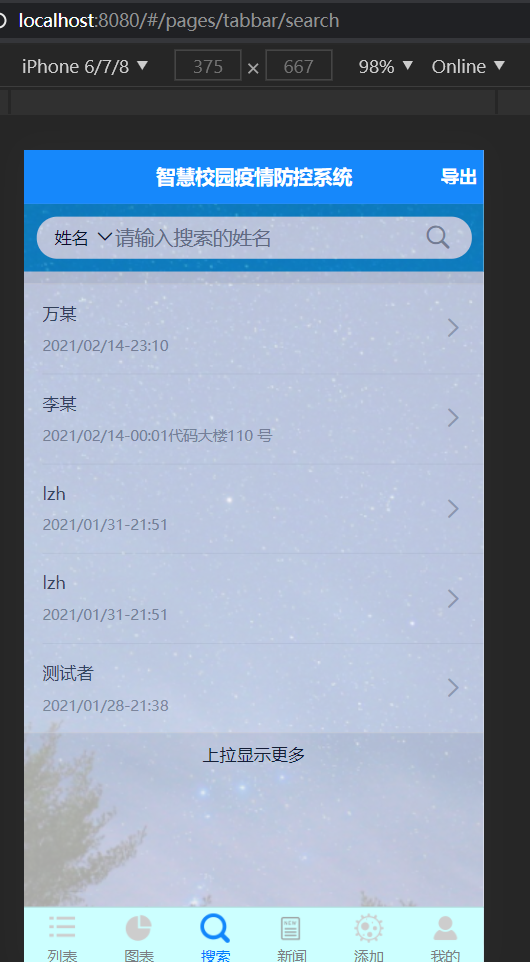 localhost:8080/#/pages/tabbar/search
iPhone 6/7/8 375 × 667 98% Online
智慧校园疫情防控系统 导出
姓名 请输入搜索的姓名
万某
2021/02/14-23:10
李某
2021/02/14-00:01代码大楼110 号
lzh
2021/01/31-21:51
lzh
2021/01/31-21:51
测试者
2021/01/28-21:38
上拉显示更多
NEW
列表 图表 搜索 新闻 添加 我的